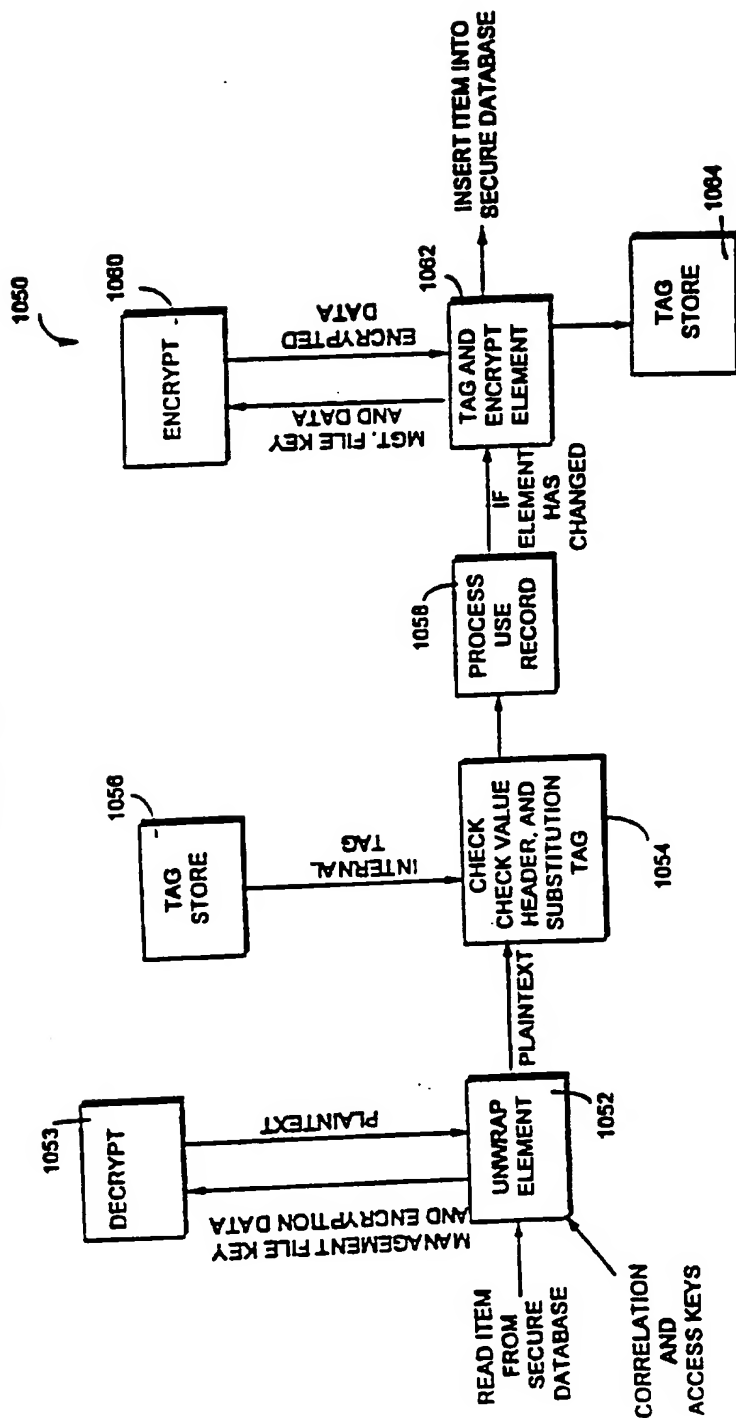 1050
1053
DECRYPT
MANAGEMENT FILE KEY
AND ENCRYPTION DATA
PLAINTEXT
READ ITEM
FROM
SECURE
DATABASE
CORRELATION
AND
ACCESS KEYS
UNWRAP
ELEMENT
1052
PLAINTEXT
1056
TAG
STORE
INTERNAL
TAG
CHECK
CHECK VALUE
HEADER, AND
SUBSTITUTION
TAG
1054
1058
PROCESS
USE
RECORD
IF
ELEMENT
HAS
CHANGED
1060
ENCRYPT
MGT. FILE KEY
AND DATA
ENCRYPTED
DATA
1062
TAG AND
ENCRYPT
ELEMENT
INSERT ITEM INTO
SECURE DATABASE
TAG
STORE
1064